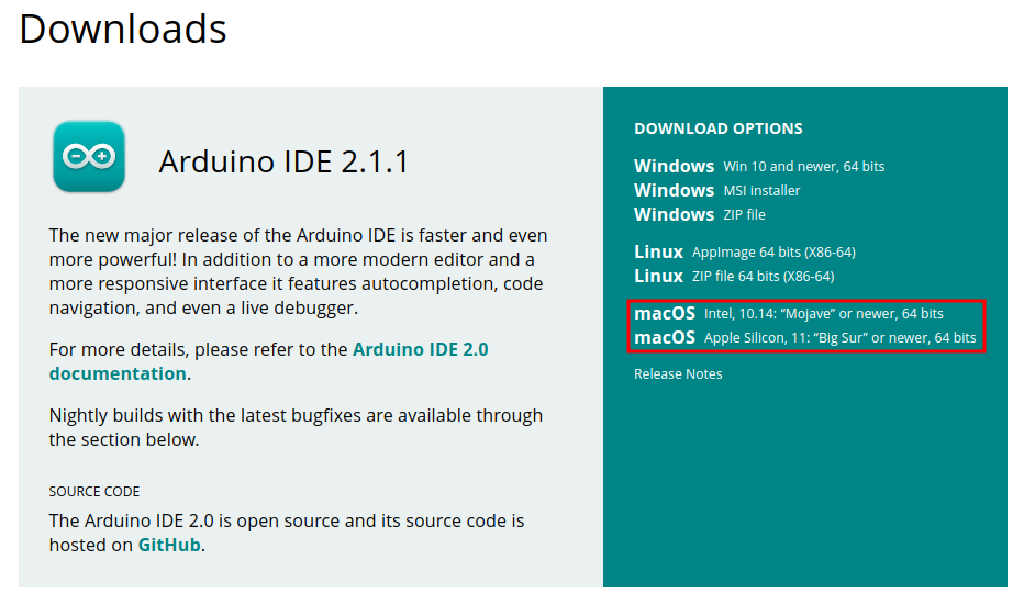 Downloads
Arduino IDE 2.1.1
The new major release of the Arduino IDE is faster and even
more powerful! In addition to a more modern editor and a
more responsive interface it features autocompletion, code
navigation, and even a live debugger.
For more details, please refer to the Arduino IDE 2.0
documentation.
Nightly builds with the latest bugfixes are available through
the section below.
SOURCE CODE
The Arduino IDE 2.0 is open source and its source code is
hosted on GitHub.
DOWNLOAD OPTIONS
Windows Win 10 and newer, 64 bits
Windows MSI installer
Windows ZIP file
Linux AppImage 64 bits (X86-64)
Linux ZIP file 64 bits (X86-64)
macOS Intel, 10.14: “Mojave” or newer, 64 bits
macOS Apple Silicon, 11: “Big Sur” or newer, 64 bits
Release Notes